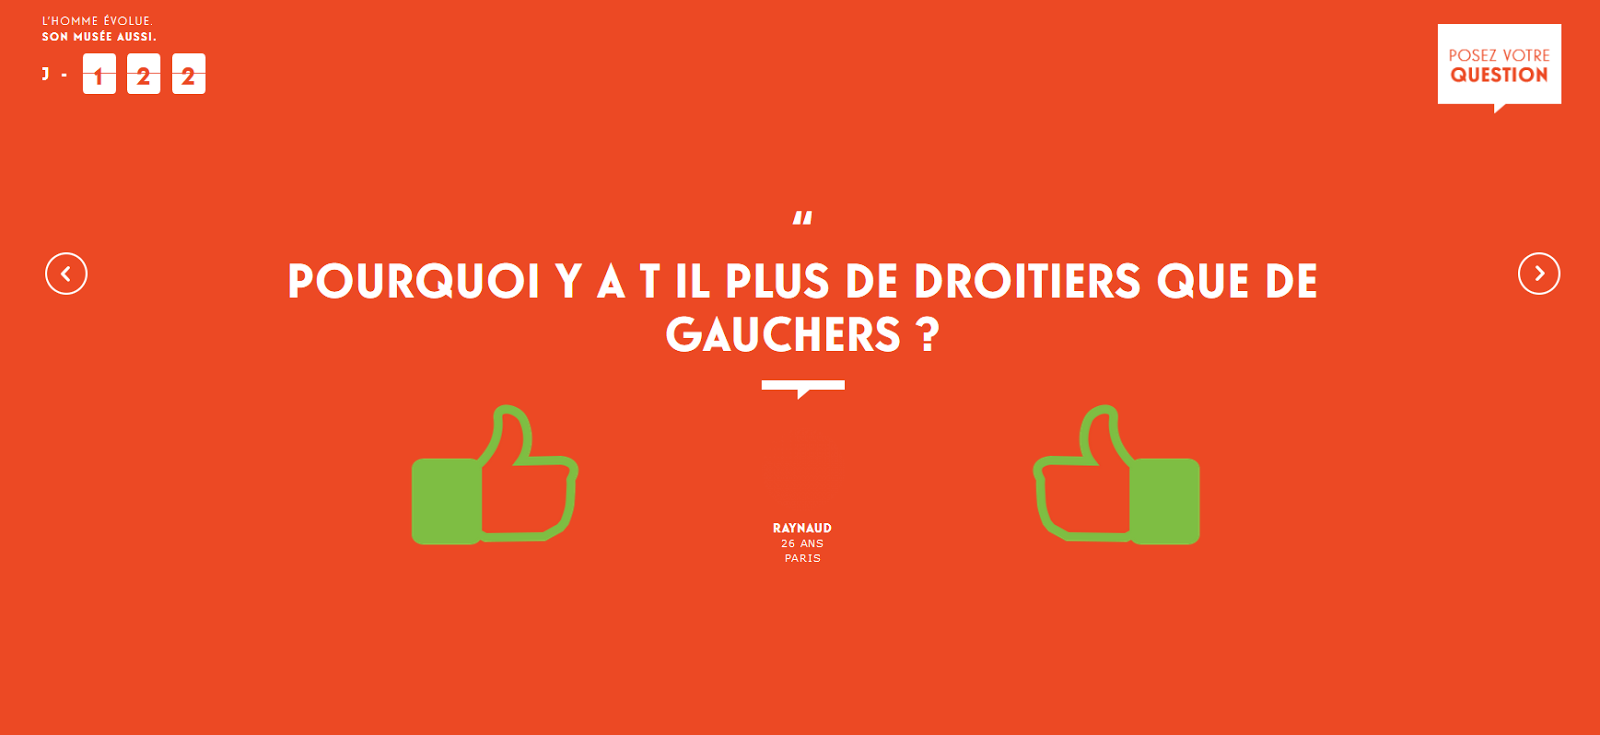 L'HOMME ÉVOLUE.
SON MUSÉE AUSSI.
J - 1 2 2
POSEZ VOTRE
QUESTION
“
POURQUOI Y A T IL PLUS DE DROITIERS QUE DE
GAUCHERS ?
RAYNAUD
26 ANS
PARIS